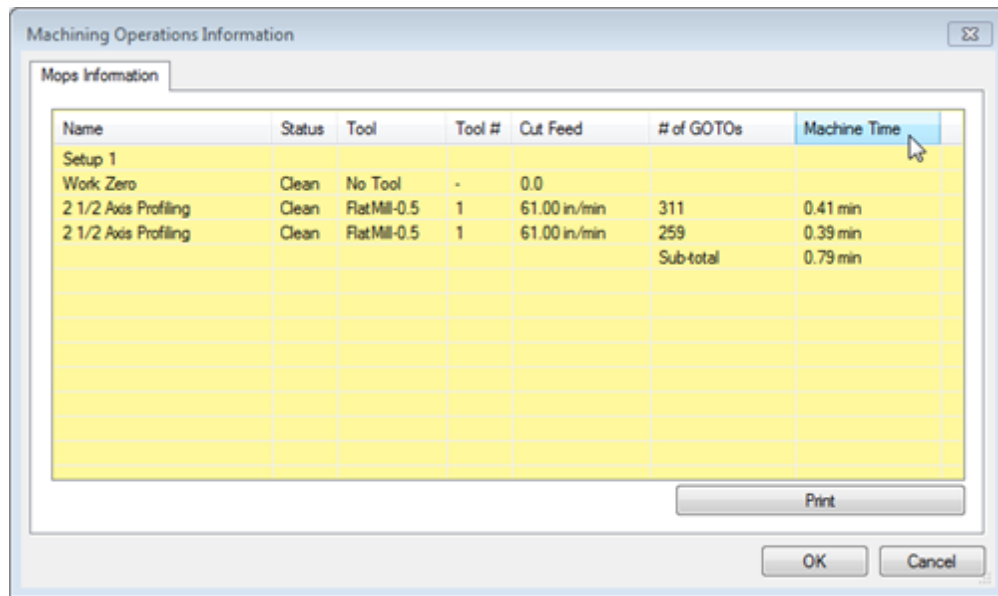 Machining Operations Information
Mops Information
Name Status Tool Tool # Cut Feed # of GOTOs Machine Time
Setup 1
Work Zero Clean No Tool - 0.0
2 1/2 Axis Profiling Clean FlatMill-0.5 1 61.00 in/min 311 0.41 min
2 1/2 Axis Profiling Clean FlatMill-0.5 1 61.00 in/min 259 0.39 min
Sub-total 0.79 min
Print
OK Cancel